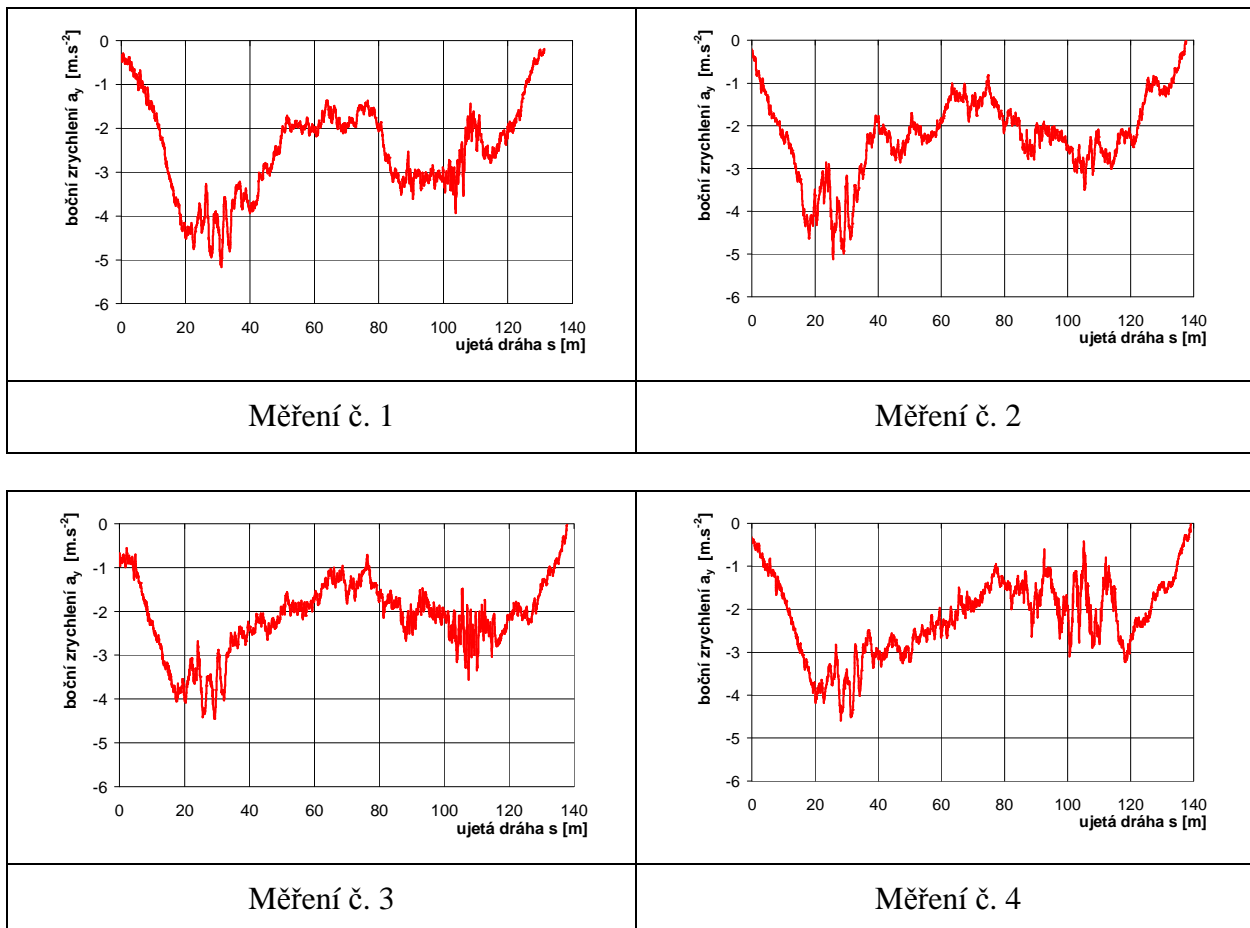 boční zrychlení a_y [m.s⁻²]
0
-1
-2
-3
-4
-5
-6
0 20 40 60 80 100 120 140
ujetá dráha s [m]
boční zrychlení a_y [m.s⁻²]
0
-1
-2
-3
-4
-5
-6
0 20 40 60 80 100 120 140
ujetá dráha s [m]
Měření č. 1
Měření č. 2
boční zrychlení a_y [m.s⁻²]
0
-1
-2
-3
-4
-5
-6
0 20 40 60 80 100 120 140
ujetá dráha s [m]
boční zrychlení a_y [m.s⁻²]
0
-1
-2
-3
-4
-5
-6
0 20 40 60 80 100 120 140
ujetá dráha s [m]
Měření č. 3
Měření č. 4